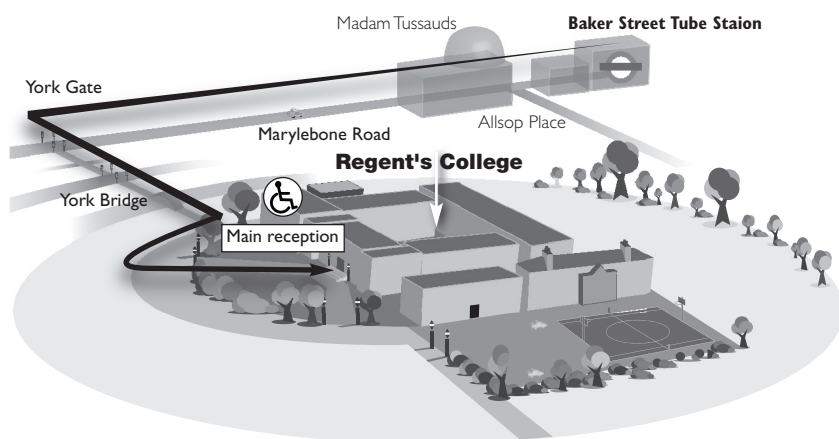 Madam Tussauds
Baker Street Tube Staion
York Gate
Marylebone Road
Allsop Place
Regent's College
York Bridge
Main reception